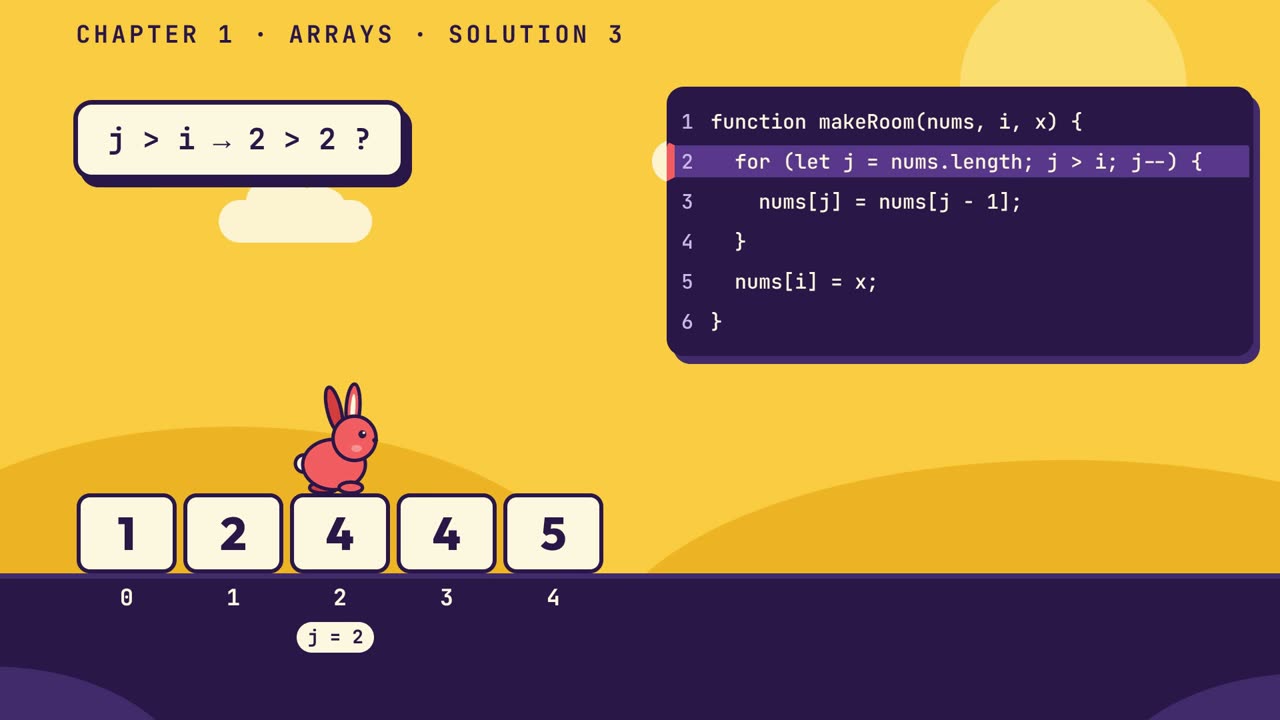 CHAPTER 1 · ARRAYS · SOLUTION 3
j > i → 2 > 2 ?
1 function makeRoom(nums, i, x) {
2 for (let j = nums.length; j > i; j--) {
3 nums[j] = nums[j - 1];
4 }
5 nums[i] = x;
6 }
1 2 4 4 5
0 1 2 3 4
j = 2